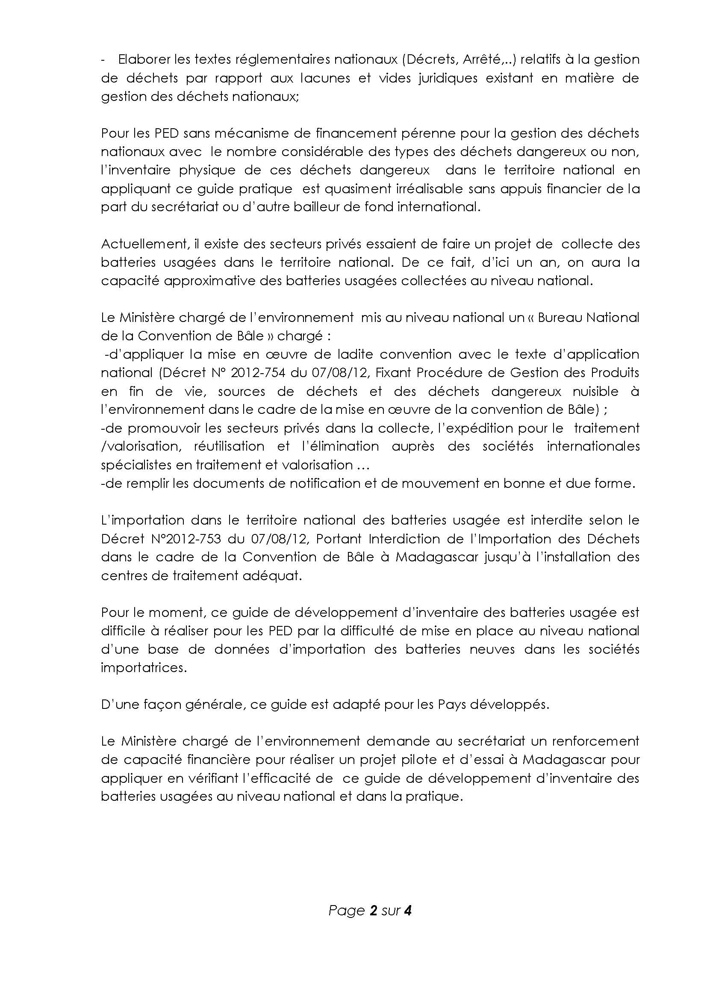 - Elaborer les textes réglementaires nationaux (Décrets, Arrêté,..) relatifs à la gestion
de déchets par rapport aux lacunes et vides juridiques existant en matière de
gestion des déchets nationaux;
Pour les PED sans mécanisme de financement pérenne pour la gestion des déchets
nationaux avec le nombre considérable des types des déchets dangereux ou non,
l'inventaire physique de ces déchets dangereux dans le territoire national en
appliquant ce guide pratique est quasiment irréalisable sans appuis financier de la
part du secrétariat ou d'autre bailleur de fond international.
Actuellement, il existe des secteurs privés essaient de faire un projet de collecte des
batteries usagées dans le territoire national. De ce fait, d'ici un an, on aura la
capacité approximative des batteries usagées collectées au niveau national.
Le Ministère chargé de l'environnement mis au niveau national un « Bureau National
de la Convention de Bâle » chargé :
-d'appliquer la mise en œuvre de ladite convention avec le texte d'application
national (Décret N° 2012-754 du 07/08/12, Fixant Procédure de Gestion des Produits
en fin de vie, sources de déchets et des déchets dangereux nuisible à
l'environnement dans le cadre de la mise en œuvre de la convention de Bâle) ;
-de promouvoir les secteurs privés dans la collecte, l'expédition pour le traitement
/valorisation, réutilisation et l'élimination auprès des sociétés internationales
spécialistes en traitement et valorisation …
-de remplir les documents de notification et de mouvement en bonne et due forme.
L'importation dans le territoire national des batteries usagée est interdite selon le
Décret N°2012-753 du 07/08/12, Portant Interdiction de l'Importation des Déchets
dans le cadre de la Convention de Bâle à Madagascar jusqu'à l'installation des
centres de traitement adéquat.
Pour le moment, ce guide de développement d'inventaire des batteries usagée est
difficile à réaliser pour les PED par la difficulté de mise en place au niveau national
d'une base de données d'importation des batteries neuves dans les sociétés
importatrices.
D'une façon générale, ce guide est adapté pour les Pays développés.
Le Ministère chargé de l'environnement demande au secrétariat un renforcement
de capacité financière pour réaliser un projet pilote et d'essai à Madagascar pour
appliquer en vérifiant l'efficacité de ce guide de développement d'inventaire des
batteries usagées au niveau national et dans la pratique.
Page 2 sur 4